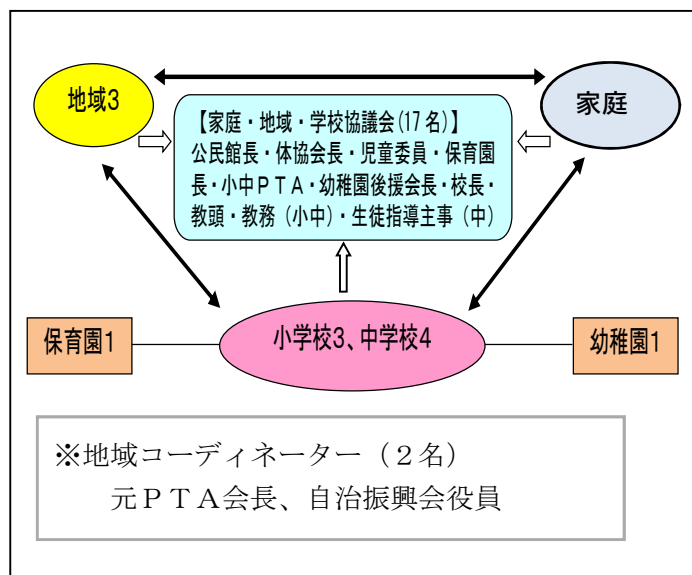 地域3
家庭
【家庭・地域・学校協議会(17名)】
公民館長・体協会長・児童委員・保育園
長・小中ＰＴＡ・幼稚園後援会長・校長・
教頭・教務（小中）・生徒指導主事（中）
小学校3、中学校4
保育園1
幼稚園1
※地域コーディネーター（２名）
元ＰＴＡ会長、自治振興会役員